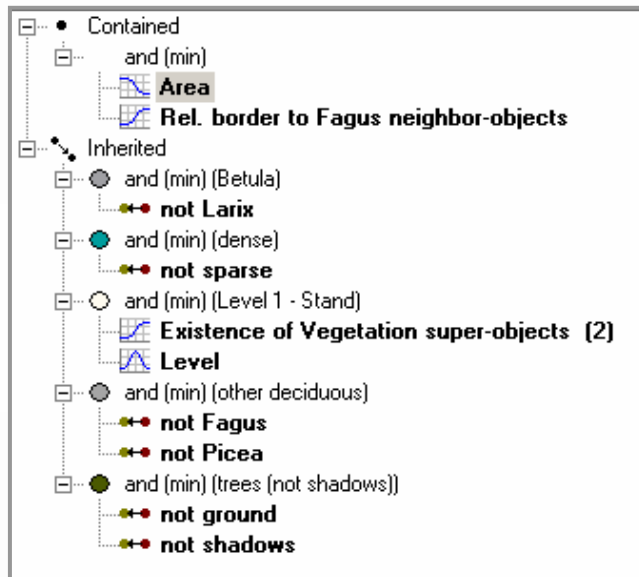 Contained
and (min)
Area
Rel. border to Fagus neighbor-objects
Inherited
and (min) (Betula)
not Larix
and (min) (dense)
not sparse
and (min) (Level 1 - Stand)
Existence of Vegetation super-objects (2)
Level
and (min) (other deciduous)
not Fagus
not Picea
and (min) (trees (not shadows))
not ground
not shadows